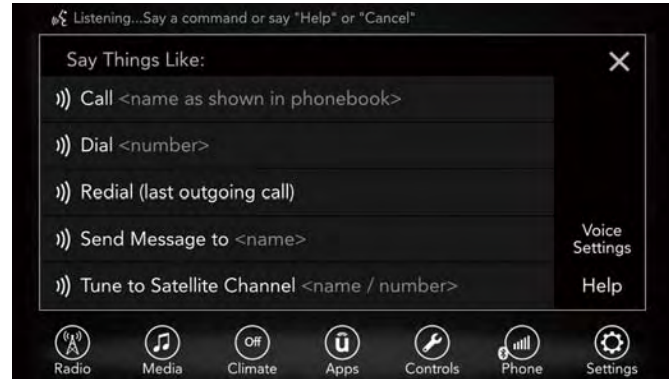 Listening...Say a command or say "Help" or "Cancel"
Say Things Like:
Call <name as shown in phonebook>
Dial <number>
Redial (last outgoing call)
Send Message to <name>
Voice
Settings
Tune to Satellite Channel <name / number>
Help
Off
Radio
Media
Climate
Apps
Controls
Phone
Settings